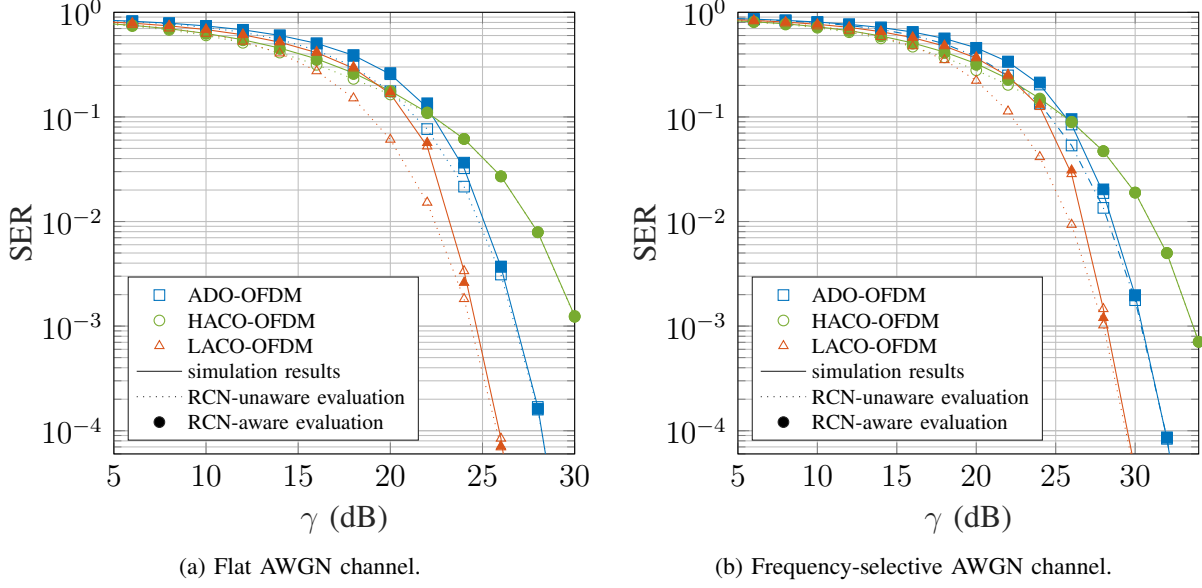 10^0
10^{-1}
10^{-2}
10^{-3}
10^{-4}
SER
ADO-OFDM
HACO-OFDM
LACO-OFDM
simulation results
RCN-unaware evaluation
RCN-aware evaluation
5 10 15 20 25 30
γ (dB)
(a) Flat AWGN channel.
10^0
10^{-1}
10^{-2}
10^{-3}
10^{-4}
SER
ADO-OFDM
HACO-OFDM
LACO-OFDM
simulation results
RCN-unaware evaluation
RCN-aware evaluation
5 10 15 20 25 30
γ (dB)
(b) Frequency-selective AWGN channel.